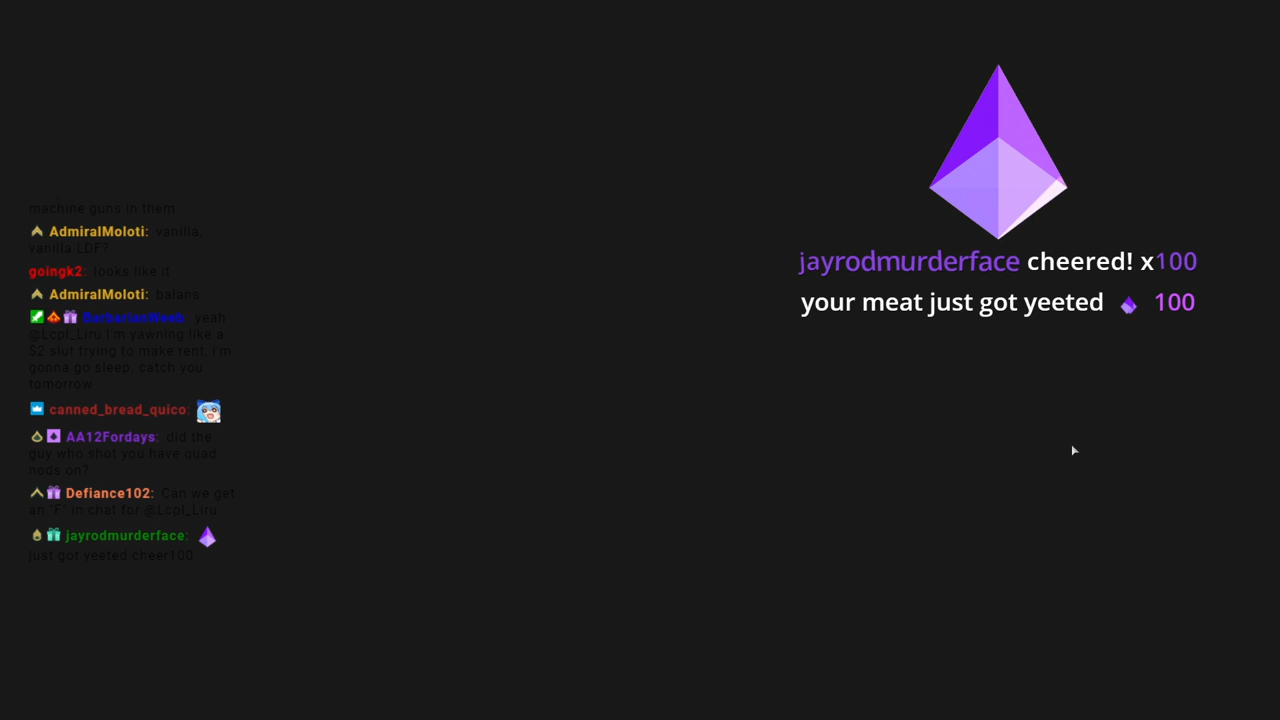 machine guns in them
AdmiralMoloti: vanilla,
vanilla LDF?
goingk2: looks like it
AdmiralMoloti: balans
BarbarianWeeb: yeah
@Lcpl_Liru I'm yawning like a
$2 slut trying to make rent, i'm
gonna go sleep, catch you
tomorrow
canned_bread_quico:
AA12Fordays: did the
guy who shot you have quad
nods on?
Defiance102: Can we get
an "F" in chat for @Lcpl_Liru
jayrodmurderface:
just got yeeted cheer100
jayrodmurderface cheered! x100
your meat just got yeeted 100